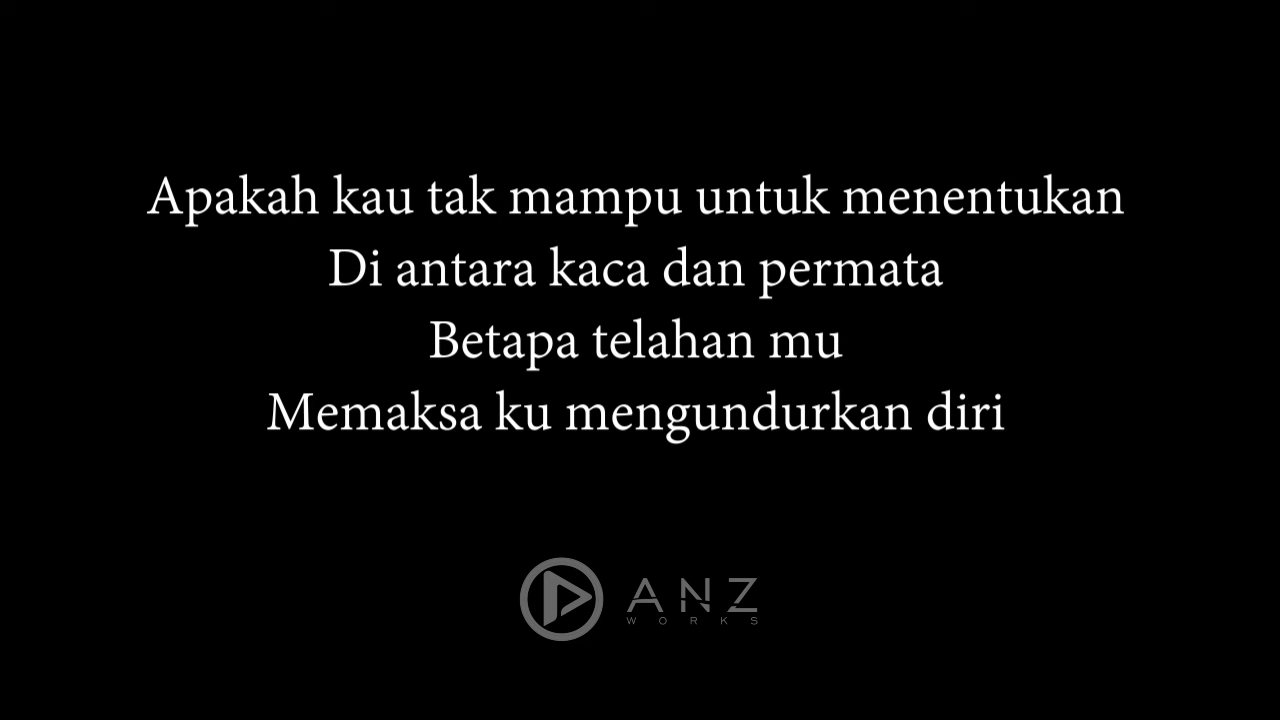 Apakah kau tak mampu untuk menentukan
Di antara kaca dan permata
Betapa telahan mu
Memaksa ku mengundurkan diri
ANZ
WORKS